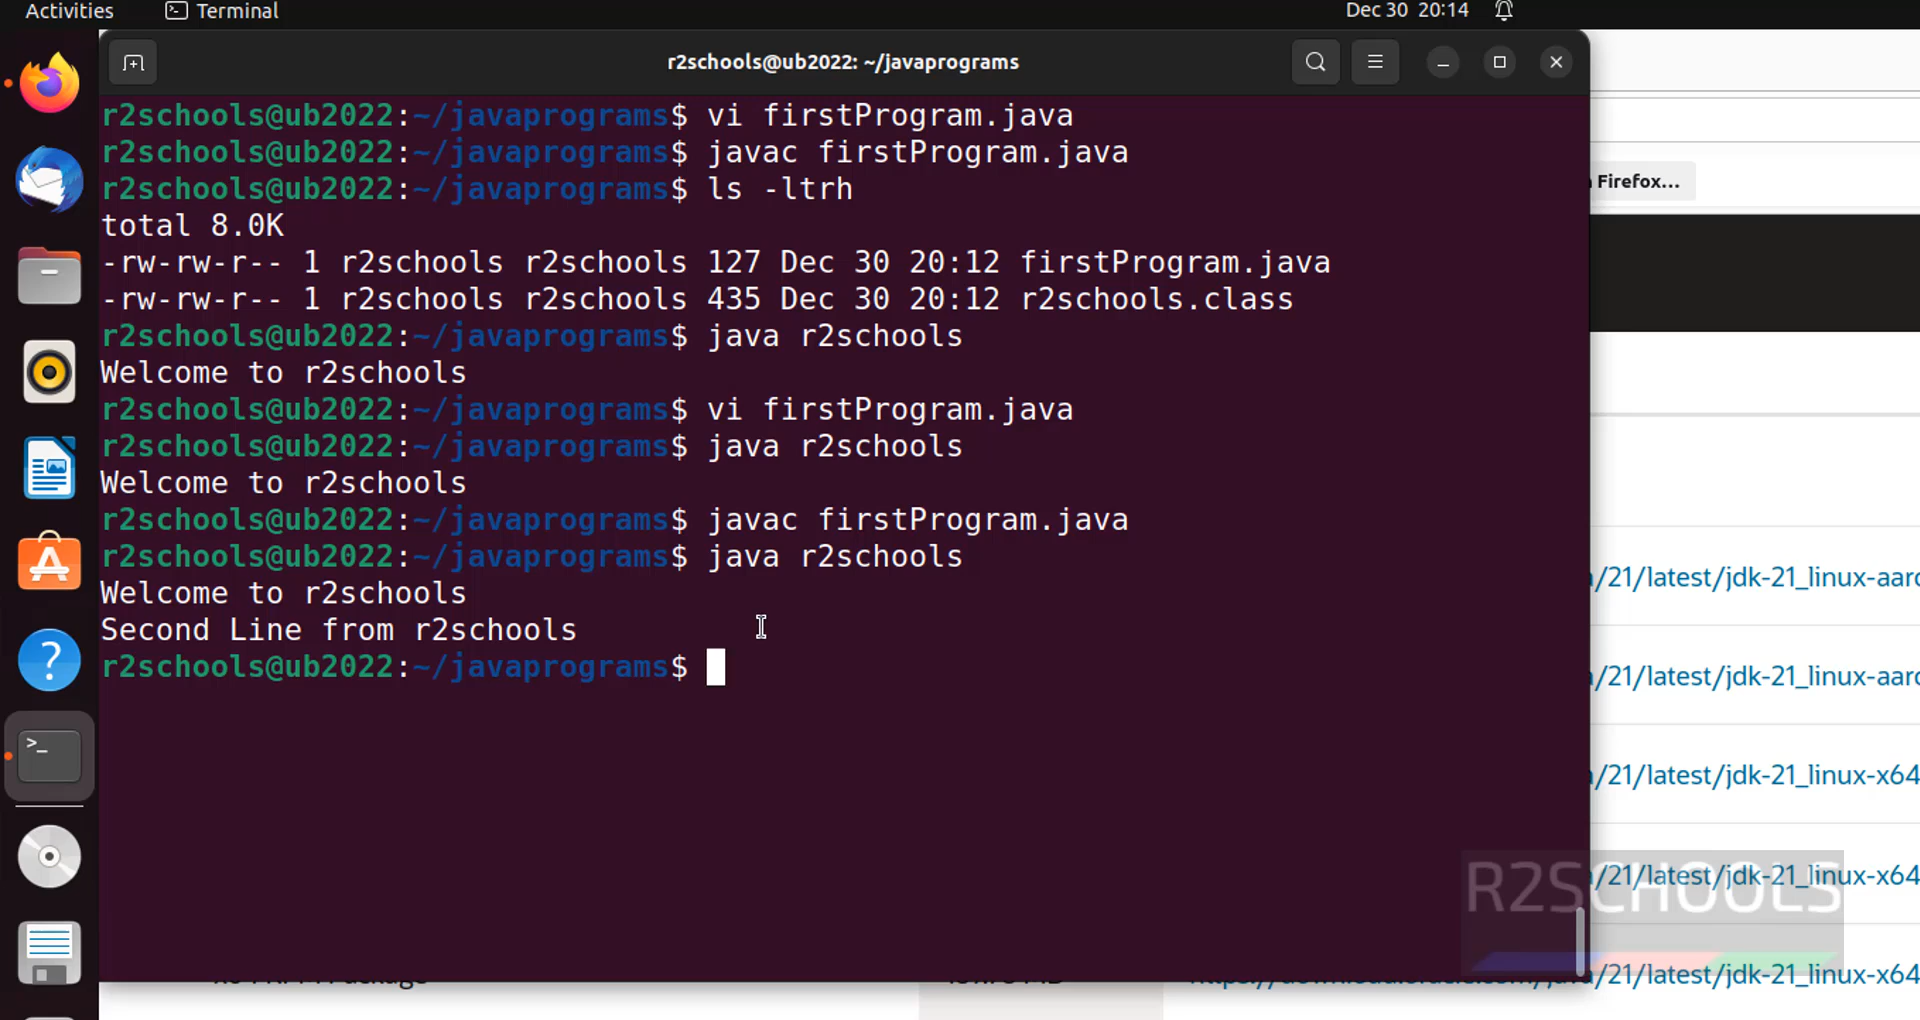 Activities
Terminal
Dec 30 20:14
r2schools@ub2022: ~/javaprograms
r2schools@ub2022:~/javaprograms$ vi firstProgram.java
r2schools@ub2022:~/javaprograms$ javac firstProgram.java
r2schools@ub2022:~/javaprograms$ ls -ltrh
total 8.0K
-rw-rw-r-- 1 r2schools r2schools 127 Dec 30 20:12 firstProgram.java
-rw-rw-r-- 1 r2schools r2schools 435 Dec 30 20:12 r2schools.class
r2schools@ub2022:~/javaprograms$ java r2schools
Welcome to r2schools
r2schools@ub2022:~/javaprograms$ vi firstProgram.java
r2schools@ub2022:~/javaprograms$ java r2schools
Welcome to r2schools
r2schools@ub2022:~/javaprograms$ javac firstProgram.java
r2schools@ub2022:~/javaprograms$ java r2schools
Welcome to r2schools
Second Line from r2schools
r2schools@ub2022:~/javaprograms$
Firefox...
/21/latest/jdk-21_linux-aarc
/21/latest/jdk-21_linux-aarc
/21/latest/jdk-21_linux-x64
/21/latest/jdk-21_linux-x64
/21/latest/jdk-21_linux-x64
R2SCHOOLS